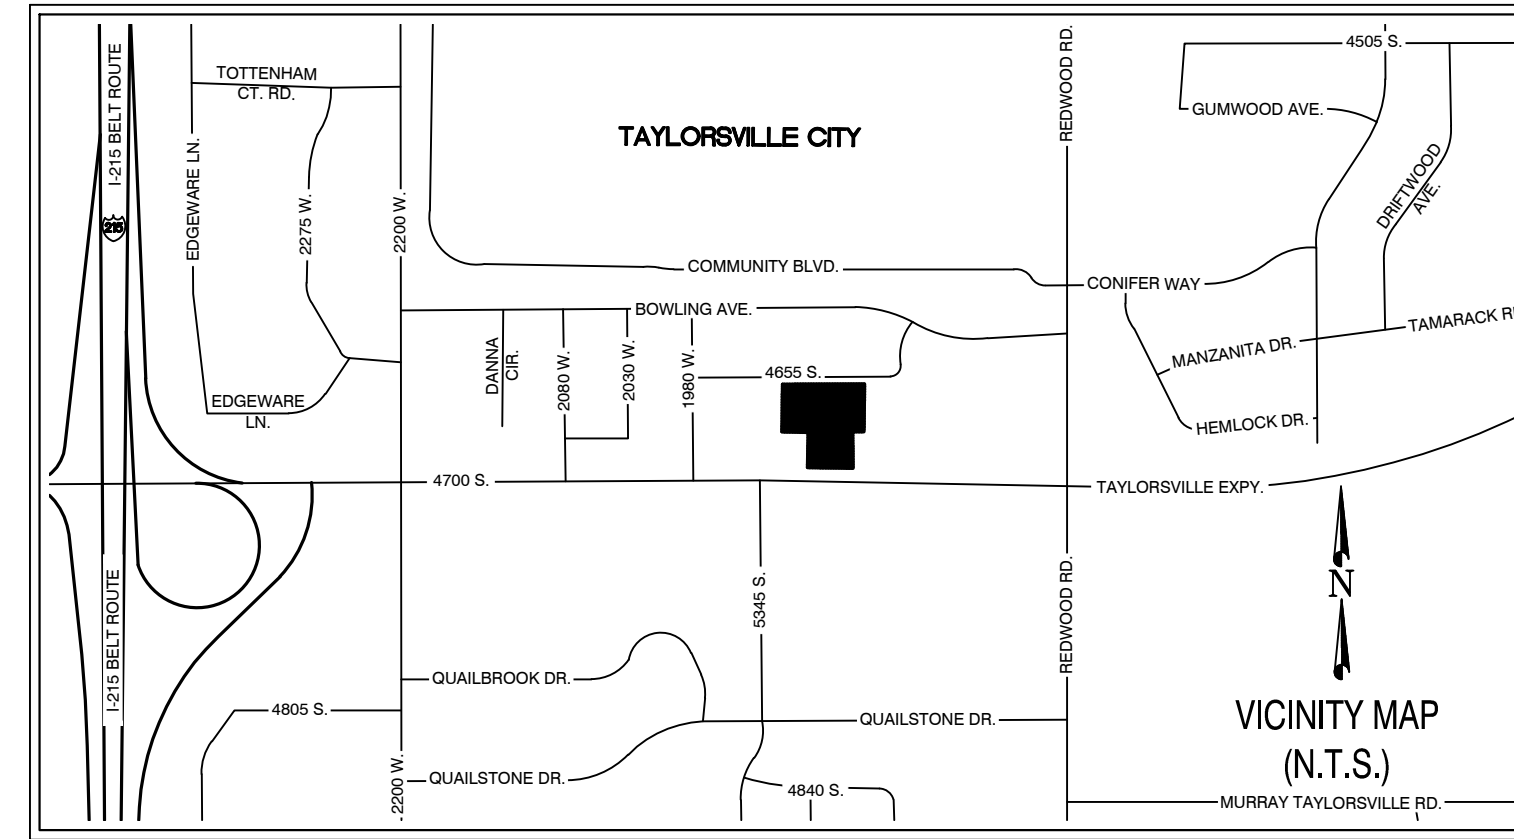 4505 S.
TOTTENHAM
CT. RD.
I-215 BELT ROUTE
REDWOOD RD.
GUMWOOD AVE.
TAYLORSVILLE CITY
EDGEWARE LN.
2275 W.
2200 W.
DRIFTWOOD
AVE.
215
COMMUNITY BLVD.
CONIFER WAY
BOWLING AVE.
TAMARACK
MANZANITA DR.
DANNA
CIR.
2080 W.
2030 W.
1980 W.
4655 S.
EDGEWARE
LN.
HEMLOCK DR.
4700 S.
TAYLORSVILLE EXPY.
N
I-215 BELT ROUTE
5345 S.
REDWOOD RD.
QUAILBROOK DR.
4805 S.
QUAILSTONE DR.
VICINITY MAP
(N.T.S.)
2200 W.
QUAILSTONE DR.
4840 S.
MURRAY TAYLORSVILLE RD.